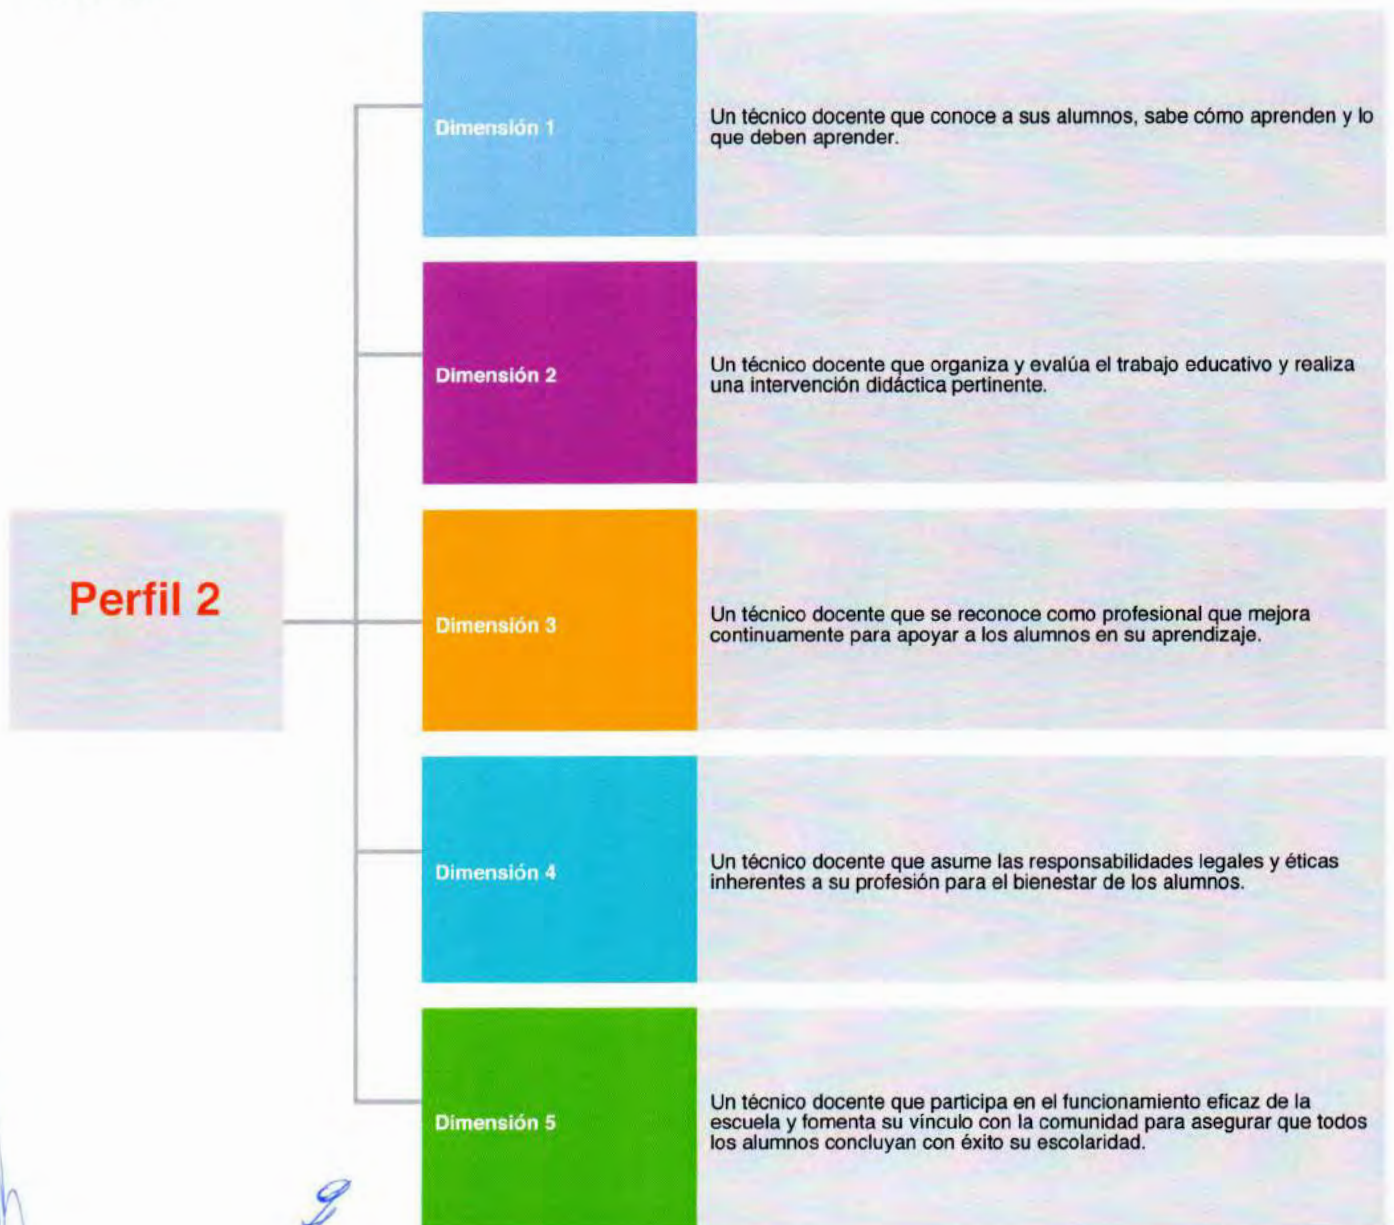 Dimensión 1
Un técnico docente que conoce a sus alumnos, sabe cómo aprenden y lo
que deben aprender.
Dimensión 2
Un técnico docente que organiza y evalúa el trabajo educativo y realiza
una intervención didáctica pertinente.
Perfil 2
Dimensión 3
Un técnico docente que se reconoce como profesional que mejora
continuamente para apoyar a los alumnos en su aprendizaje.
Dimensión 4
Un técnico docente que asume las responsabilidades legales y éticas
inherentes a su profesión para el bienestar de los alumnos.
Dimensión 5
Un técnico docente que participa en el funcionamiento eficaz de la
escuela y fomenta su vínculo con la comunidad para asegurar que todos
los alumnos concluyan con éxito su escolaridad.